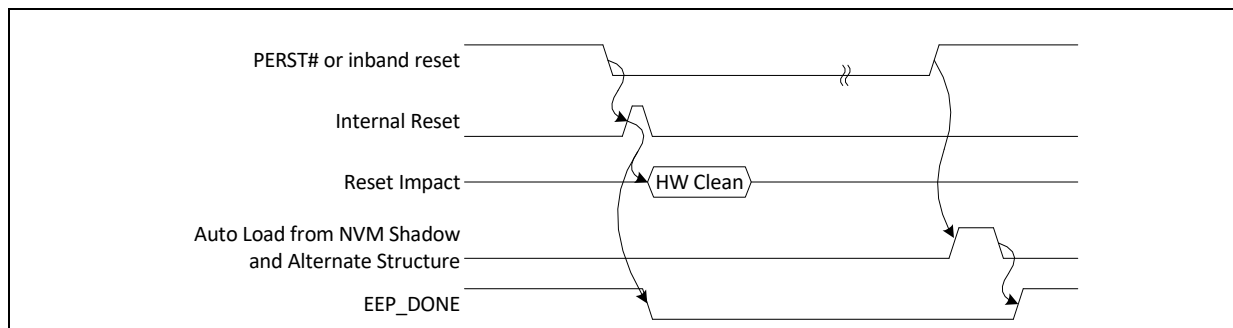 PERST# or inband reset
Internal Reset
Reset Impact
HW Clean
Auto Load from NVM Shadow
and Alternate Structure
EEP_DONE